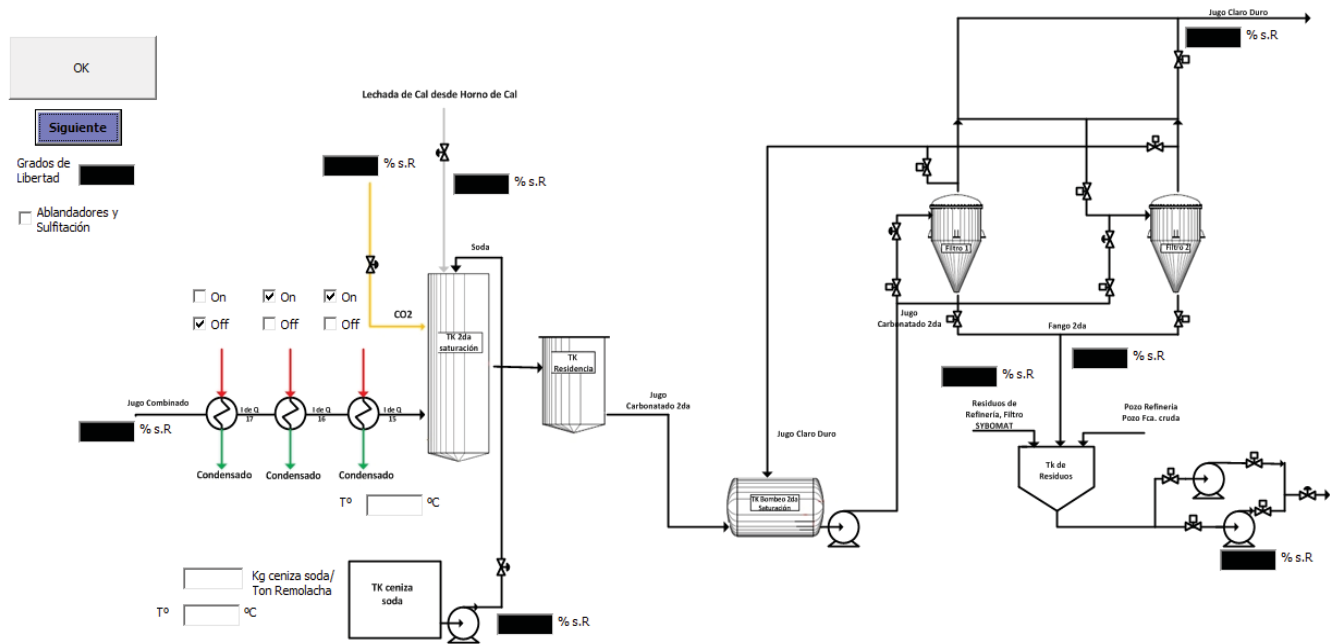 Jugo Claro Duro
% s.R
OK
Lechada de Cal desde Horno de Cal
Siguiente
Grados de
Libertad
% s.R
% s.R
Ablandadores y
Sulfitación
Soda
Filtro 1
Filtro 2
On
On
On
Off
Off
Off
CO2
TK 2da
saturación
TK
Residencia
Jugo
Carbonatado 2da
Fango 2da
% s.R
% s.R
Jugo Combinado
I de Q
17
I de Q
16
I de Q
15
% s.R
Jugo
Carbonatado 2da
Jugo Claro Duro
Residuos de
Refinería, Filtro
SYBOMAT
Pozo Refinería
Pozo Fca. cruda
Condensado
Condensado
Condensado
Tk de
Residuos
Tº
ºC
TK Bombeo 2da
Saturación
% s.R
Kg ceniza soda/
Ton Remolacha
Tº
ºC
TK ceniza
soda
% s.R